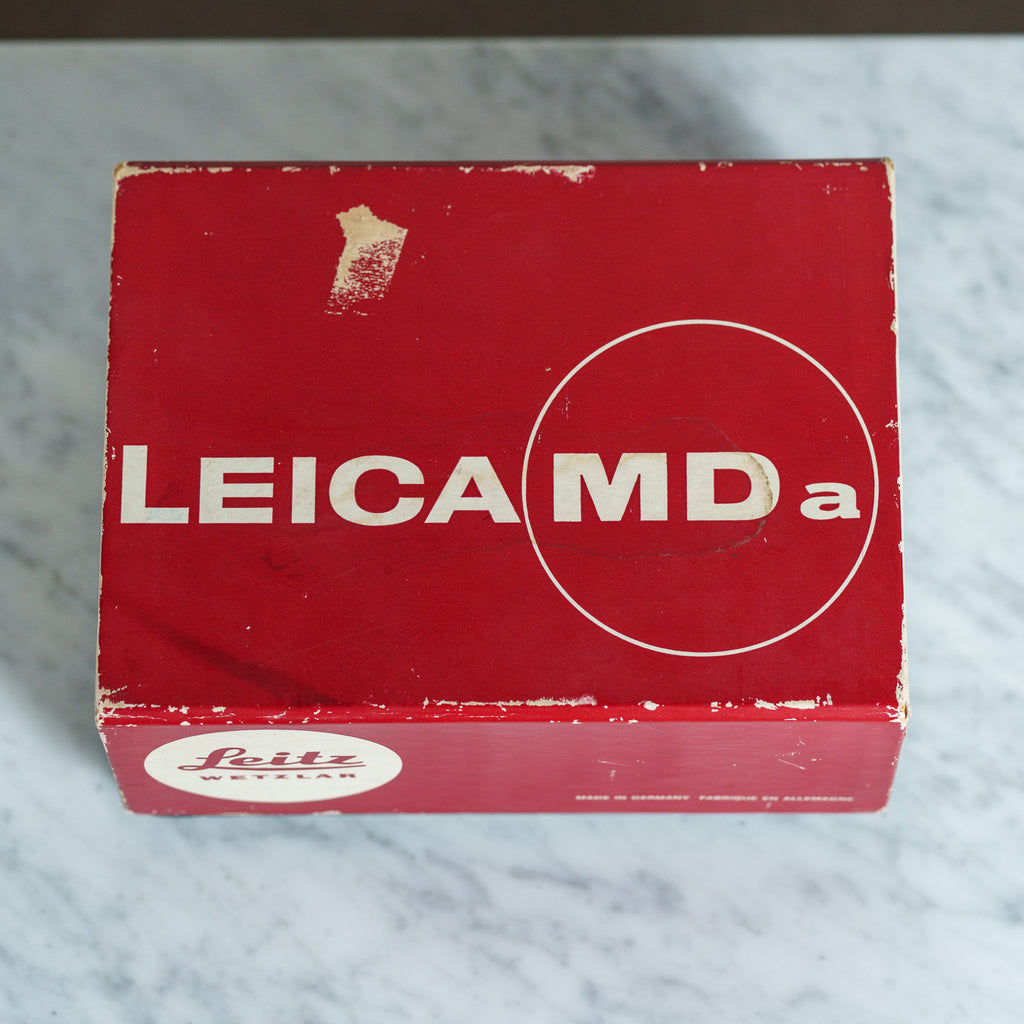 LEICA MD a
Leitz
WETZLAR
MADE IN GERMANY FABRIQUE EN ALLEMAGNE